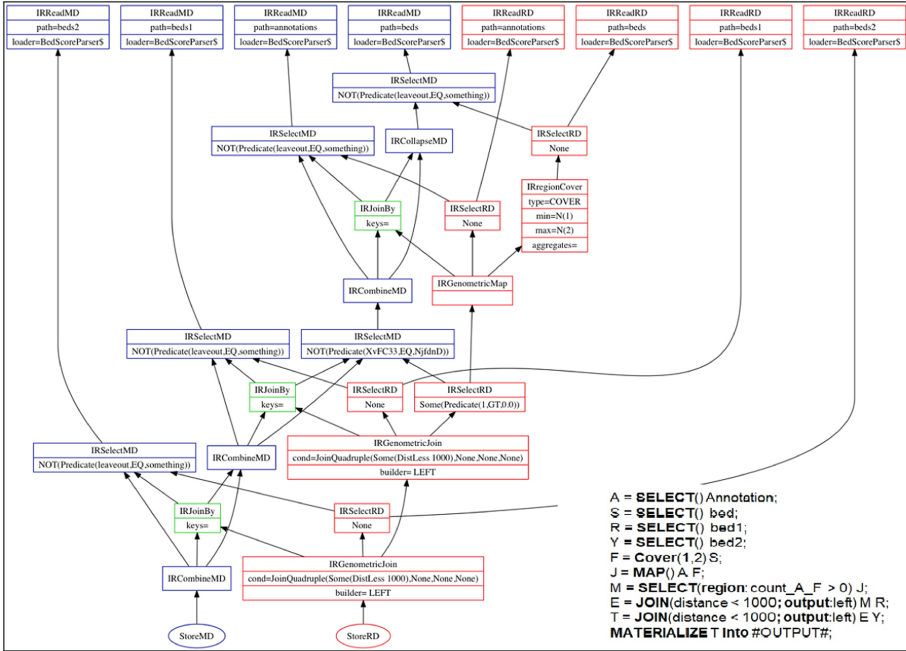 IRReadMD
path=beds2
loader=BedScoreParser$
IRReadMD
path=beds1
loader=BedScoreParser$
IRReadMD
path=annotations
loader=BedScoreParser$
IRReadMD
path=beds
loader=BedScoreParser$
IRReadRD
path=annotations
loader=BedScoreParser$
IRReadRD
path=beds
loader=BedScoreParser$
IRReadRD
path=beds1
loader=BedScoreParser$
IRReadRD
path=beds2
loader=BedScoreParser$
IRSelectMD
NOT(Predicate(leaveout,EQ,something))
IRSelectMD
NOT(Predicate(leaveout,EQ,something))
IRCollapseMD
IRSelectRD
None
IRJoinBy
keys=
IRSelectRD
None
IRregionCover
type=COVER
min=N(1)
max=N(2)
aggregates=
IRCombineMD
IRGenometricMap
IRSelectMD
NOT(Predicate(leaveout,EQ,something))
IRSelectMD
NOT(Predicate(XvFC33,EQ,NjfdnD))
IRJoinBy
keys=
IRSelectRD
None
IRSelectRD
Some(Predicate(1,GT,0.0))
IRSelectMD
NOT(Predicate(leaveout,EQ,something))
IRCombineMD
IRGenometricJoin
cond=JoinQuadruple(Some(DistLess 1000),None,None,None)
builder= LEFT
IRJoinBy
keys=
IRSelectRD
None
IRCombineMD
IRGenometricJoin
cond=JoinQuadruple(Some(DistLess 1000),None,None,None)
builder= LEFT
StoreMD
StoreRD
A = SELECT() Annotation;
S = SELECT() bed;
R = SELECT() bed1;
Y = SELECT() bed2;
F = Cover(1,2) S;
J = MAP() A F;
M = SELECT(region: count_A_F > 0) J;
E = JOIN(distance < 1000; output:left) M R;
T = JOIN(distance < 1000; output:left) E Y;
MATERIALIZE T Into #OUTPUT#;